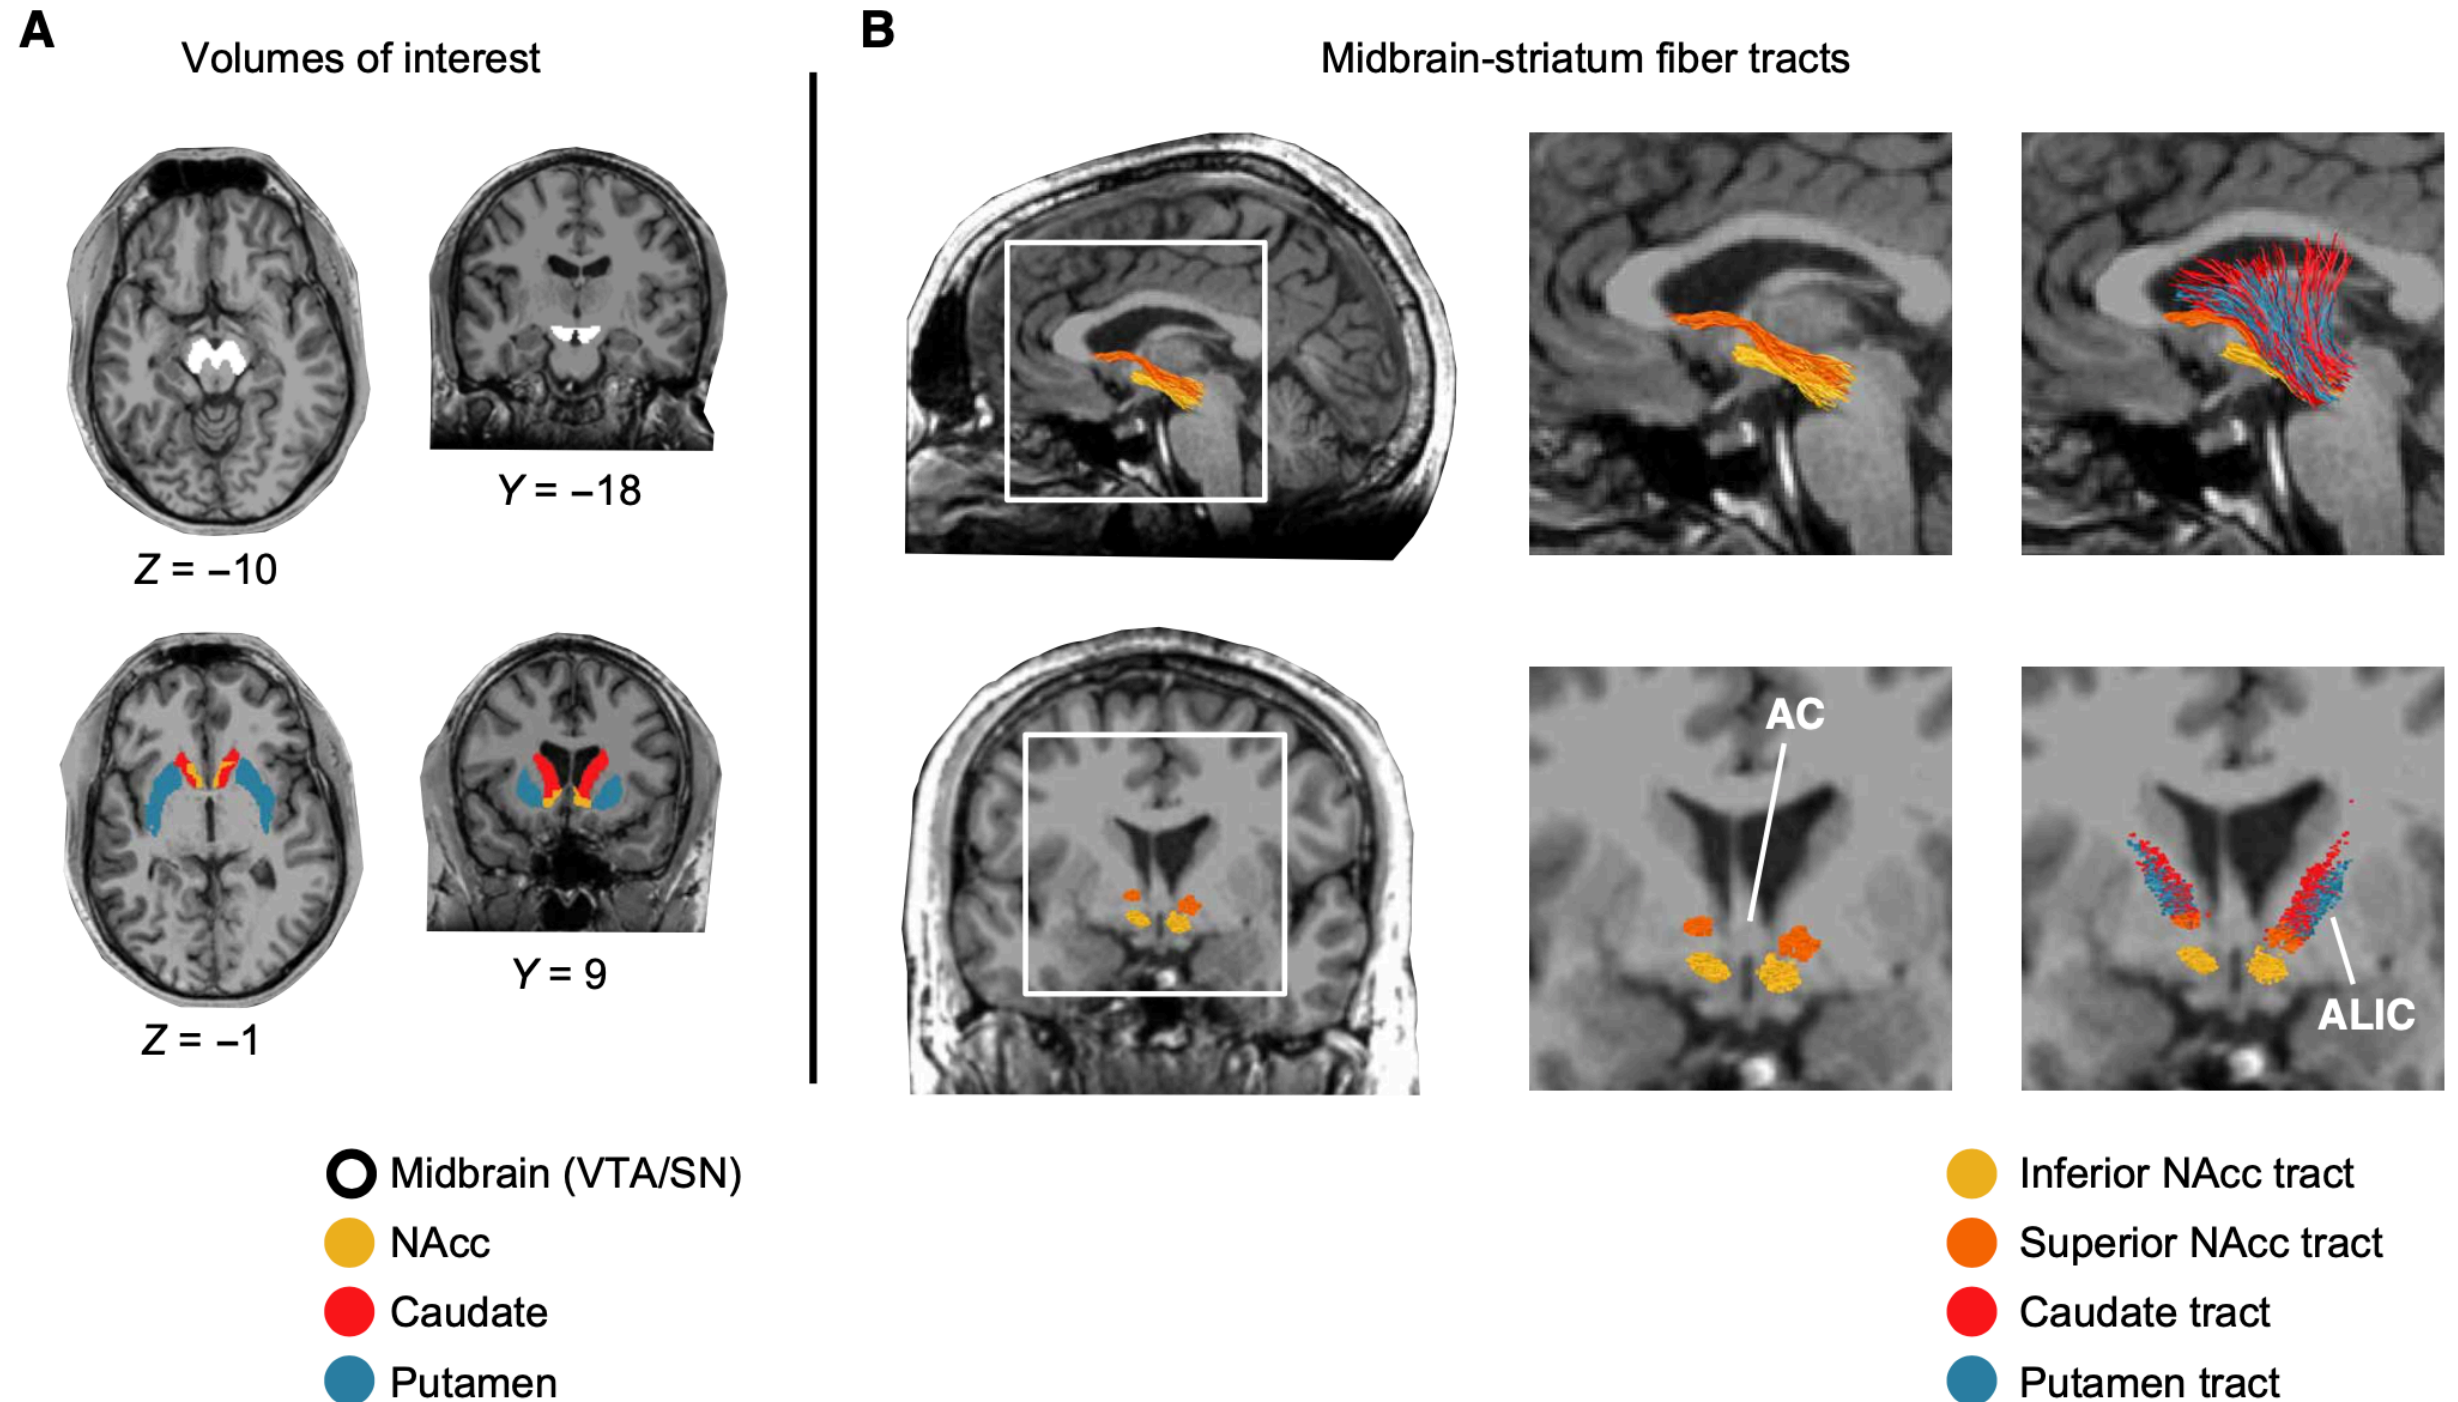 A
Volumes of interest
Z = −10
Y = −18
Z = −1
Y = 9
Midbrain (VTA/SN)
NAcc
Caudate
Putamen
B
Midbrain-striatum fiber tracts
AC
ALIC
Inferior NAcc tract
Superior NAcc tract
Caudate tract
Putamen tract